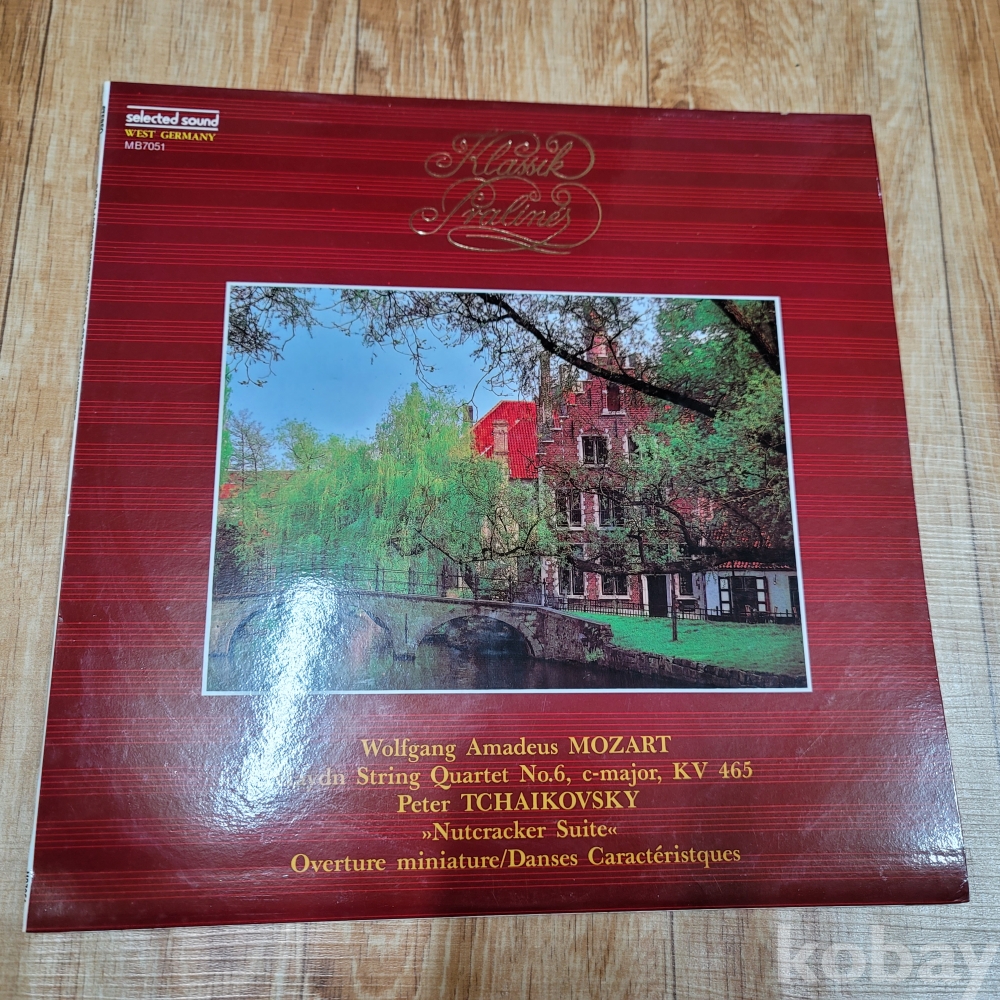 selected sound
WEST GERMANY
MB7051
Klassik
Pralinés
Wolfgang Amadeus MOZART
String Quartet No.6, c-major, KV 465
Peter TCHAIKOVSKY
»Nutcracker Suite«
Overture miniature/Danses Caractéristques
kobay